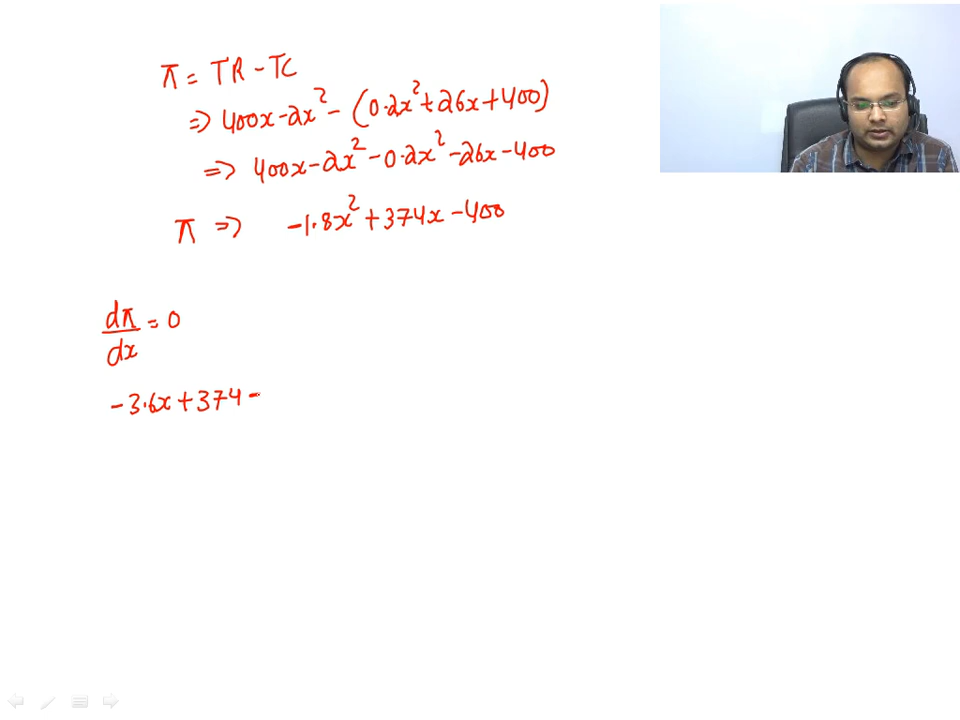 π = TR - TC
⇒ 400x - 2x² - (0.2x² + 26x + 400)
⇒ 400x - 2x² - 0.2x² - 26x - 400
π ⇒ -1.8x² + 374x - 400
dπ/dx = 0
-3.6x + 374 -